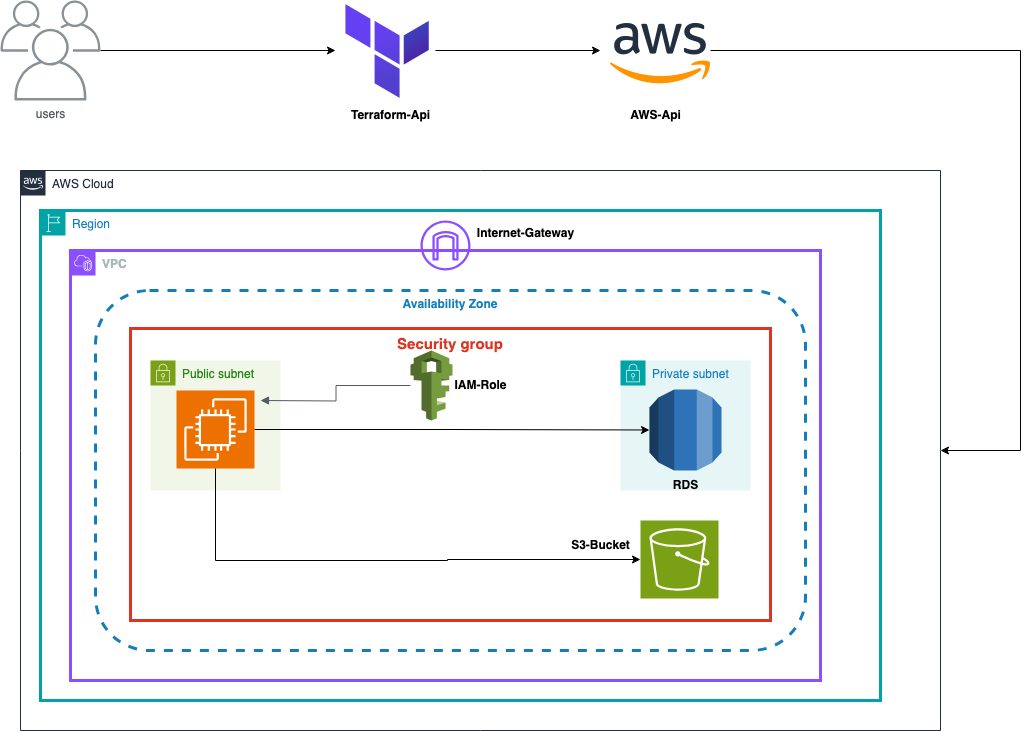 aws
users
Terraform-Api
AWS-Api
aws
AWS Cloud
Region
Internet-Gateway
VPC
Availability Zone
Security group
Public subnet
IAM-Role
Private subnet
RDS
S3-Bucket